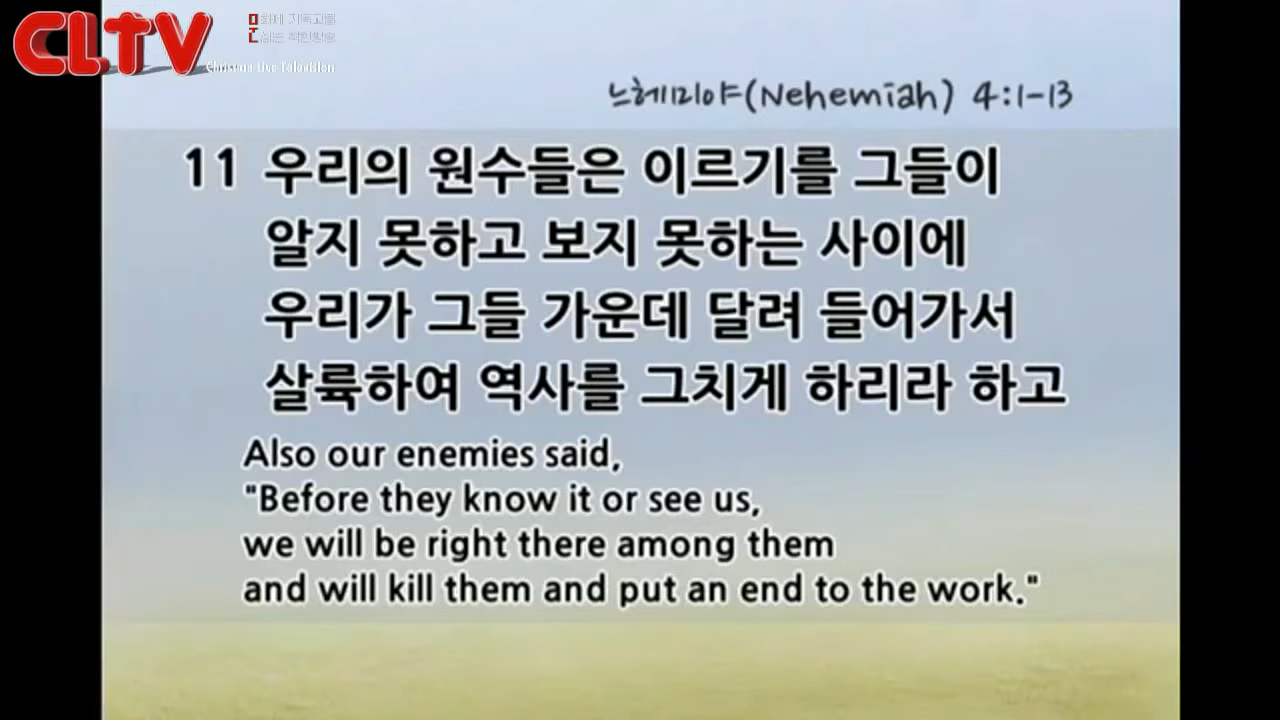 CLTV
Christian Live Television
느헤미야(Nehemiah) 4:1-13
11 우리의 원수들은 이르기를 그들이
알지 못하고 보지 못하는 사이에
우리가 그들 가운데 달려 들어가서
살륙하여 역사를 그치게 하리라 하고
Also our enemies said,
"Before they know it or see us,
we will be right there among them
and will kill them and put an end to the work."